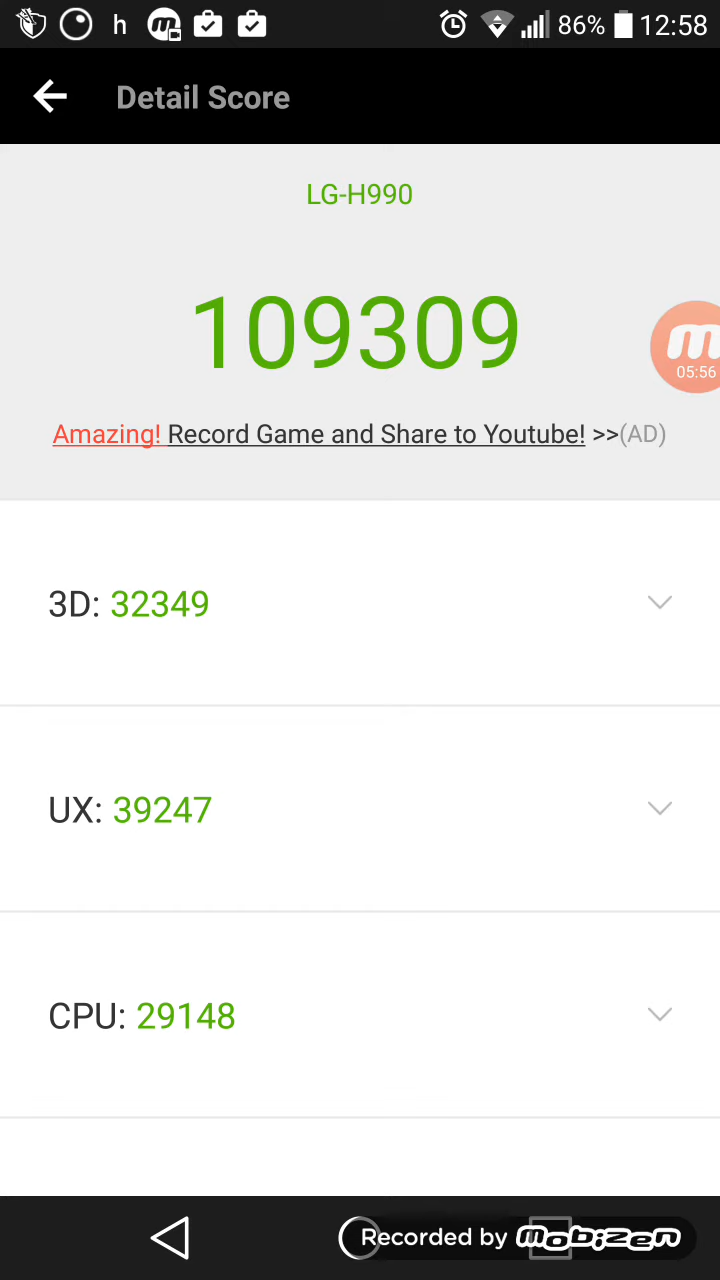 h m 86% 12:58
Detail Score
LG-H990
109309
m
05:56
Amazing! Record Game and Share to Youtube! >>(AD)
3D: 32349
UX: 39247
CPU: 29148
Recorded by mobizen